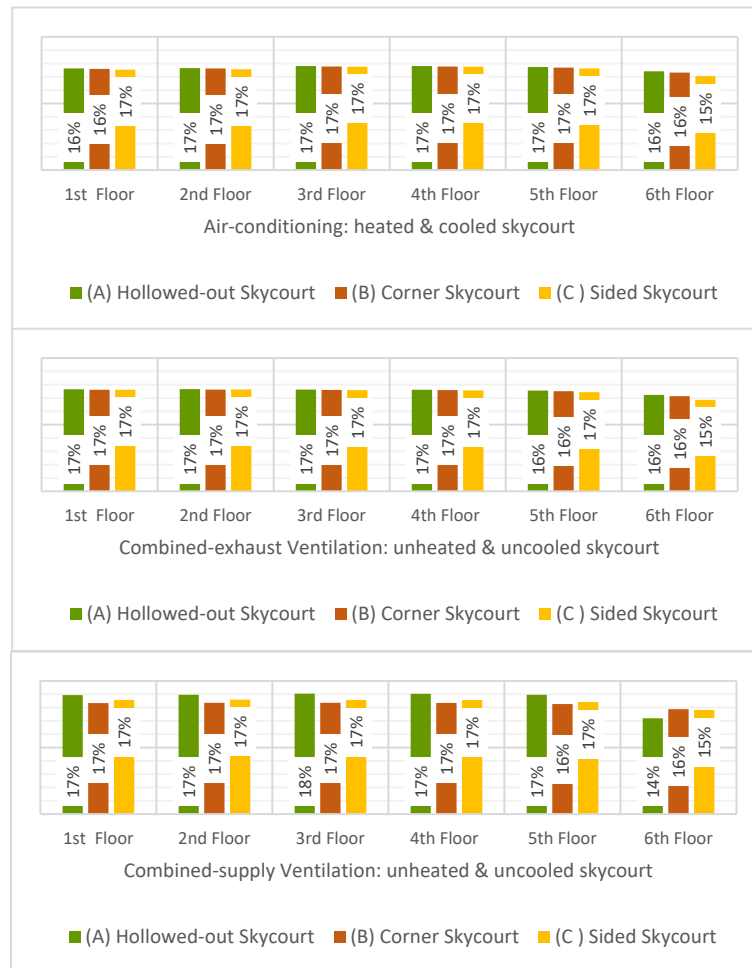 16% 16% 17% 17% 17% 17% 17% 17% 17% 17% 17% 17% 17% 17% 17% 16% 16% 15%
1st Floor 2nd Floor 3rd Floor 4th Floor 5th Floor 6th Floor
Air-conditioning: heated & cooled skycourt
(A) Hollowed-out Skycourt (B) Corner Skycourt (C ) Sided Skycourt
17% 17% 17% 17% 17% 17% 17% 17% 17% 17% 17% 17% 16% 16% 17% 16% 16% 15%
1st Floor 2nd Floor 3rd Floor 4th Floor 5th Floor 6th Floor
Combined-exhaust Ventilation: unheated & uncooled skycourt
(A) Hollowed-out Skycourt (B) Corner Skycourt (C ) Sided Skycourt
17% 17% 17% 17% 17% 17% 18% 17% 17% 17% 17% 17% 17% 16% 17% 14% 16% 15%
1st Floor 2nd Floor 3rd Floor 4th Floor 5th Floor 6th Floor
Combined-supply Ventilation: unheated & uncooled skycourt
(A) Hollowed-out Skycourt (B) Corner Skycourt (C ) Sided Skycourt